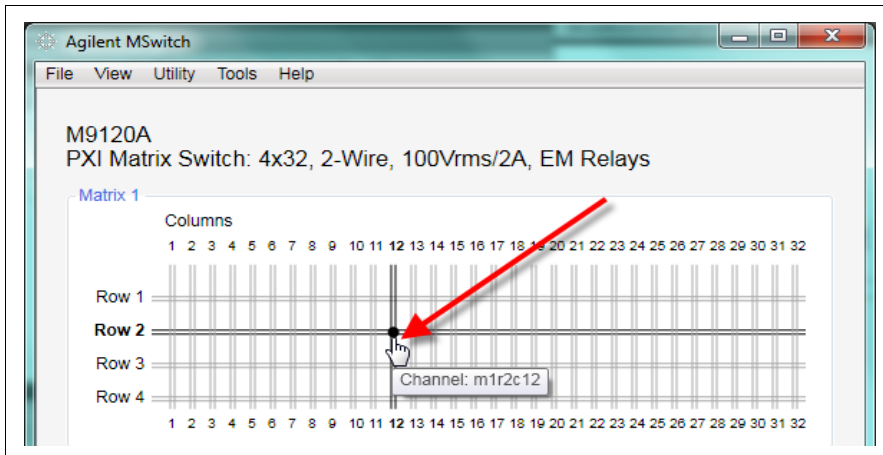 Agilent MSwitch
File View Utility Tools Help
M9120A
PXI Matrix Switch: 4x32, 2-Wire, 100Vrms/2A, EM Relays
Matrix 1
Columns
1 2 3 4 5 6 7 8 9 10 11 12 13 14 15 16 17 18 19 20 21 22 23 24 25 26 27 28 29 30 31 32
Row 1
Row 2
Row 3
Channel: m1r2c12
Row 4
1 2 3 4 5 6 7 8 9 10 11 12 13 14 15 16 17 18 19 20 21 22 23 24 25 26 27 28 29 30 31 32